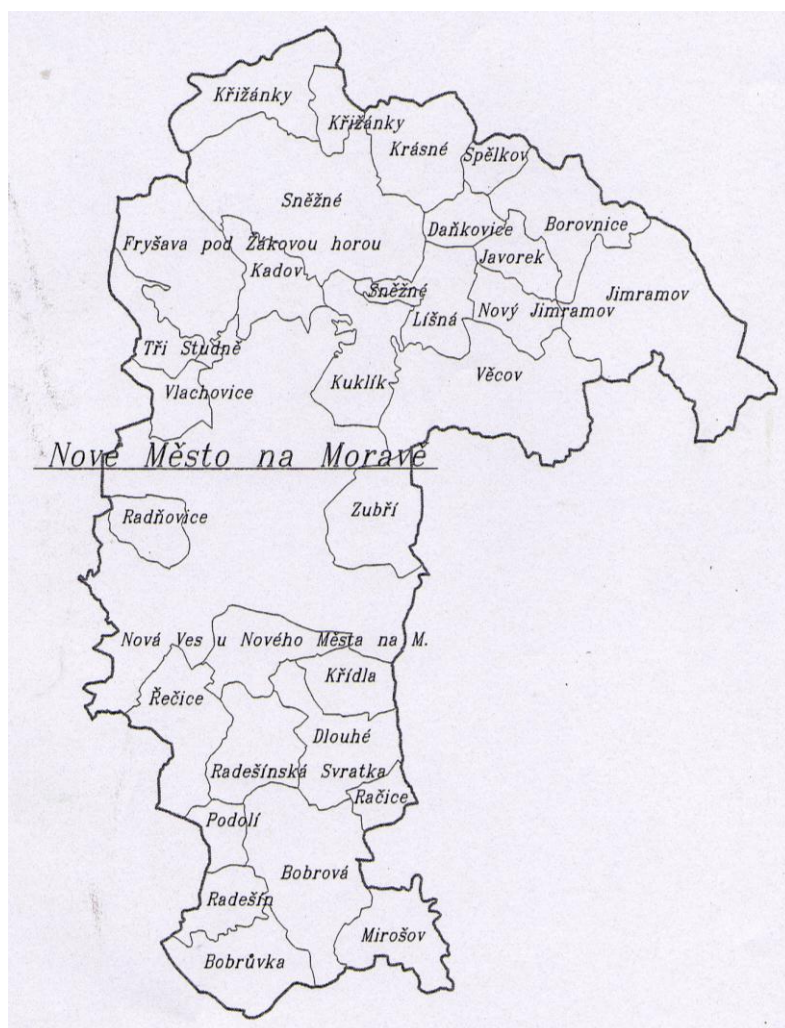 Křižánky
Křižánky
Krásné
Spělkov
Sněžné
Daňkovice
Borovnice
Fryšava pod Žákovou horou
Javorek
Kadov
Sněžné
Jimramov
Líšná
Nový Jimramov
Tři Studně
Věcov
Vlachovice
Kuklík
Nové Město na Moravě
Radňovice
Zubří
Nová Ves u Nového Města na M.
Křídla
Řečice
Dlouhé
Radešínská Svratka
Račice
Podolí
Bobrová
Radešín
Mirošov
Bobrůvka